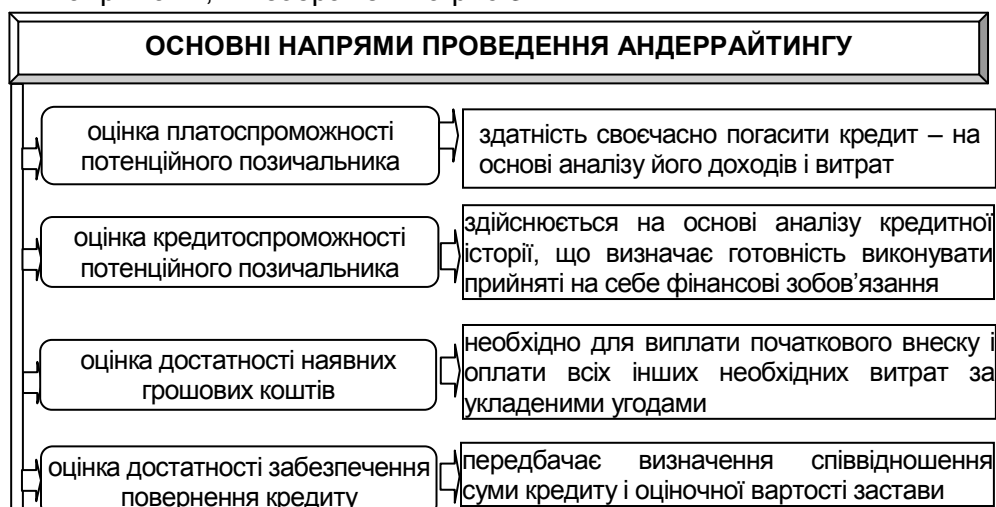 ОСНОВНІ НАПРЯМИ ПРОВЕДЕННЯ АНДЕРРАЙТИНГУ
оцінка платоспроможності
потенційного позичальника
здатність своєчасно погасити кредит – на
основі аналізу його доходів і витрат
оцінка кредитоспроможності
потенційного позичальника
здійснюється на основі аналізу кредитної
історії, що визначає готовність виконувати
прийняті на себе фінансові зобов’язання
оцінка достатності наявних
грошових коштів
необхідно для виплати початкового внеску і
оплати всіх інших необхідних витрат за
укладеними угодами
оцінка достатності забезпечення
повернення кредиту
передбачає визначення співвідношення
суми кредиту і оціночної вартості застави